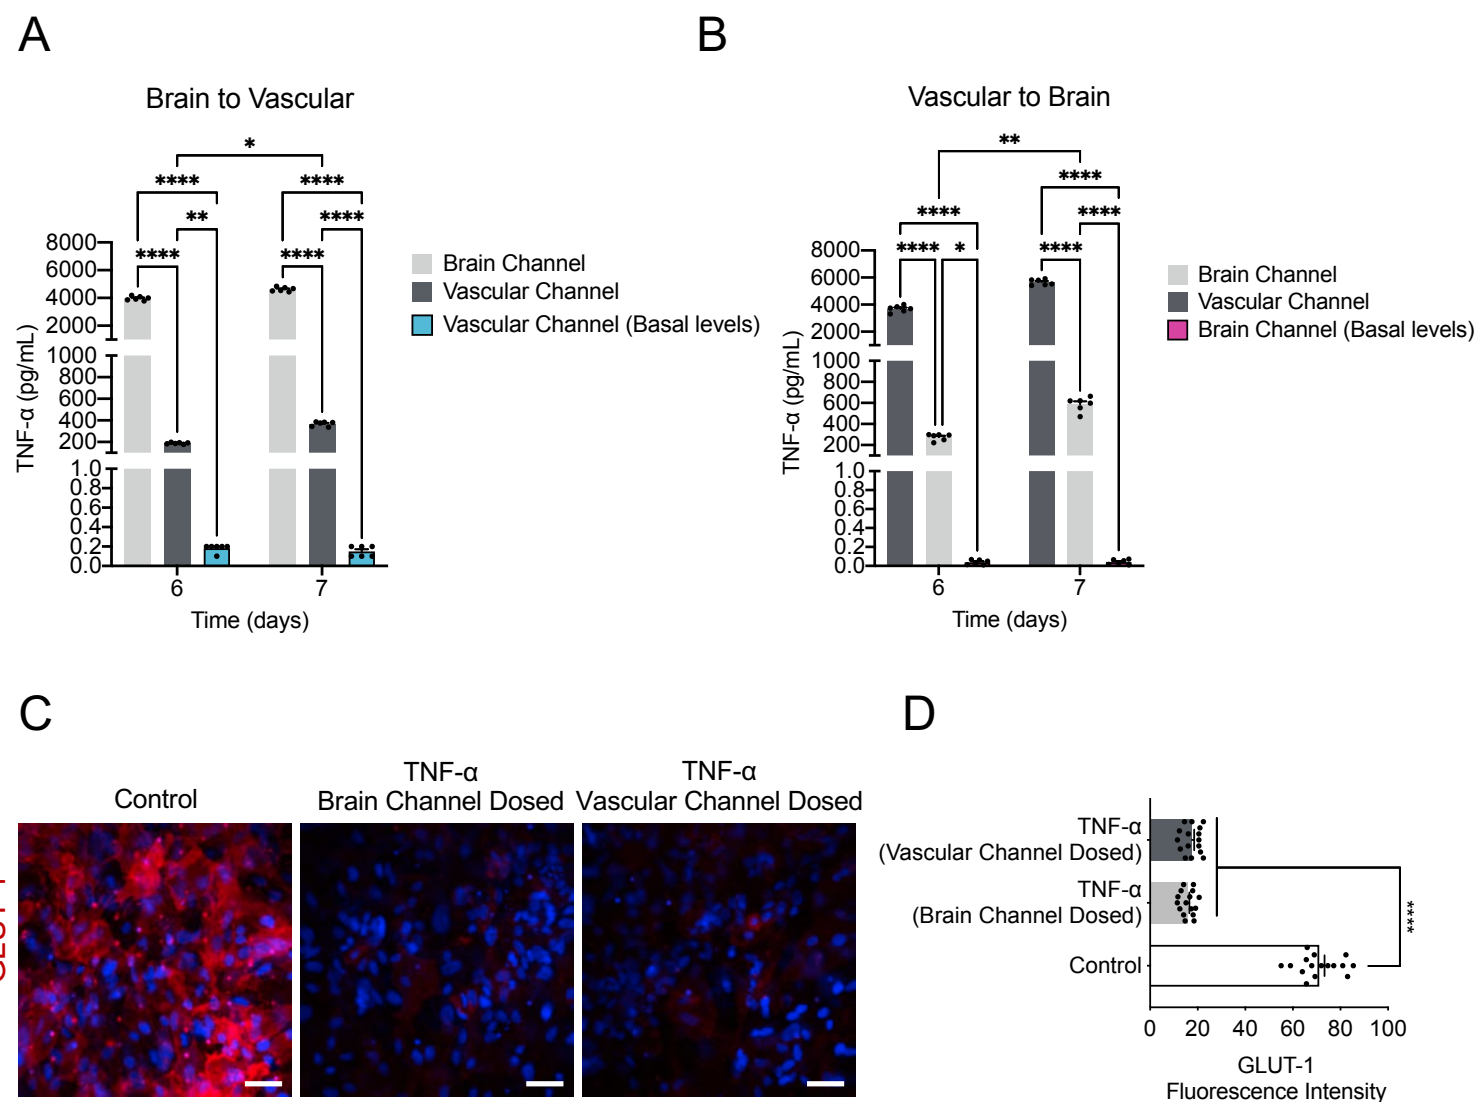 A
Brain to Vascular
*
**** ****
** ****
**** ****
8000
6000
4000
2000
1000
800
600
400
200
1.0
0.8
0.6
0.4
0.2
0.0
TNF-α (pg/mL)
6 7
Time (days)
Brain Channel
Vascular Channel
Vascular Channel (Basal levels)
B
Vascular to Brain
**
****
**** ****
**** * ****
8000
6000
4000
2000
1000
800
600
400
200
1.0
0.8
0.6
0.4
0.2
0.0
TNF-α (pg/mL)
6 7
Time (days)
Brain Channel
Vascular Channel
Brain Channel (Basal levels)
C
Control
TNF-α
Brain Channel Dosed
TNF-α
Vascular Channel Dosed
D
TNF-α
(Vascular Channel Dosed)
TNF-α
(Brain Channel Dosed)
Control
****
0 20 40 60 80 100
GLUT-1
Fluorescence Intensity